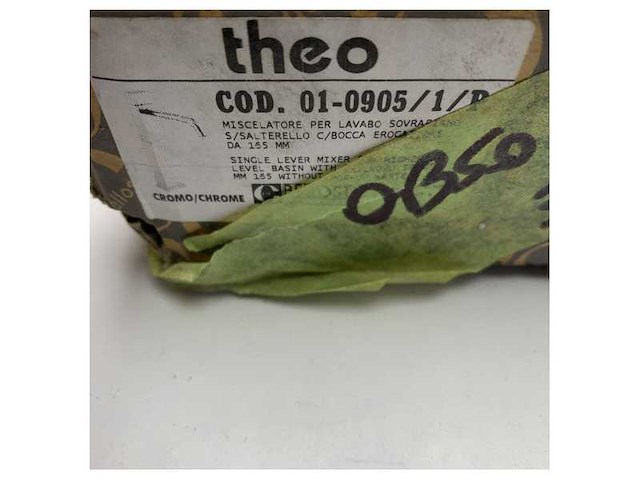 theo
COD. 01-0905/1/
MISCELATORE PER LAVABO
S/SALTERELLO C/BOCCA
DA 155 MM
SINGLE LEVER MIXER
LEVEL BASIN WITH
MM 155 WITHOUT
CROMO/CHROME
OBSO